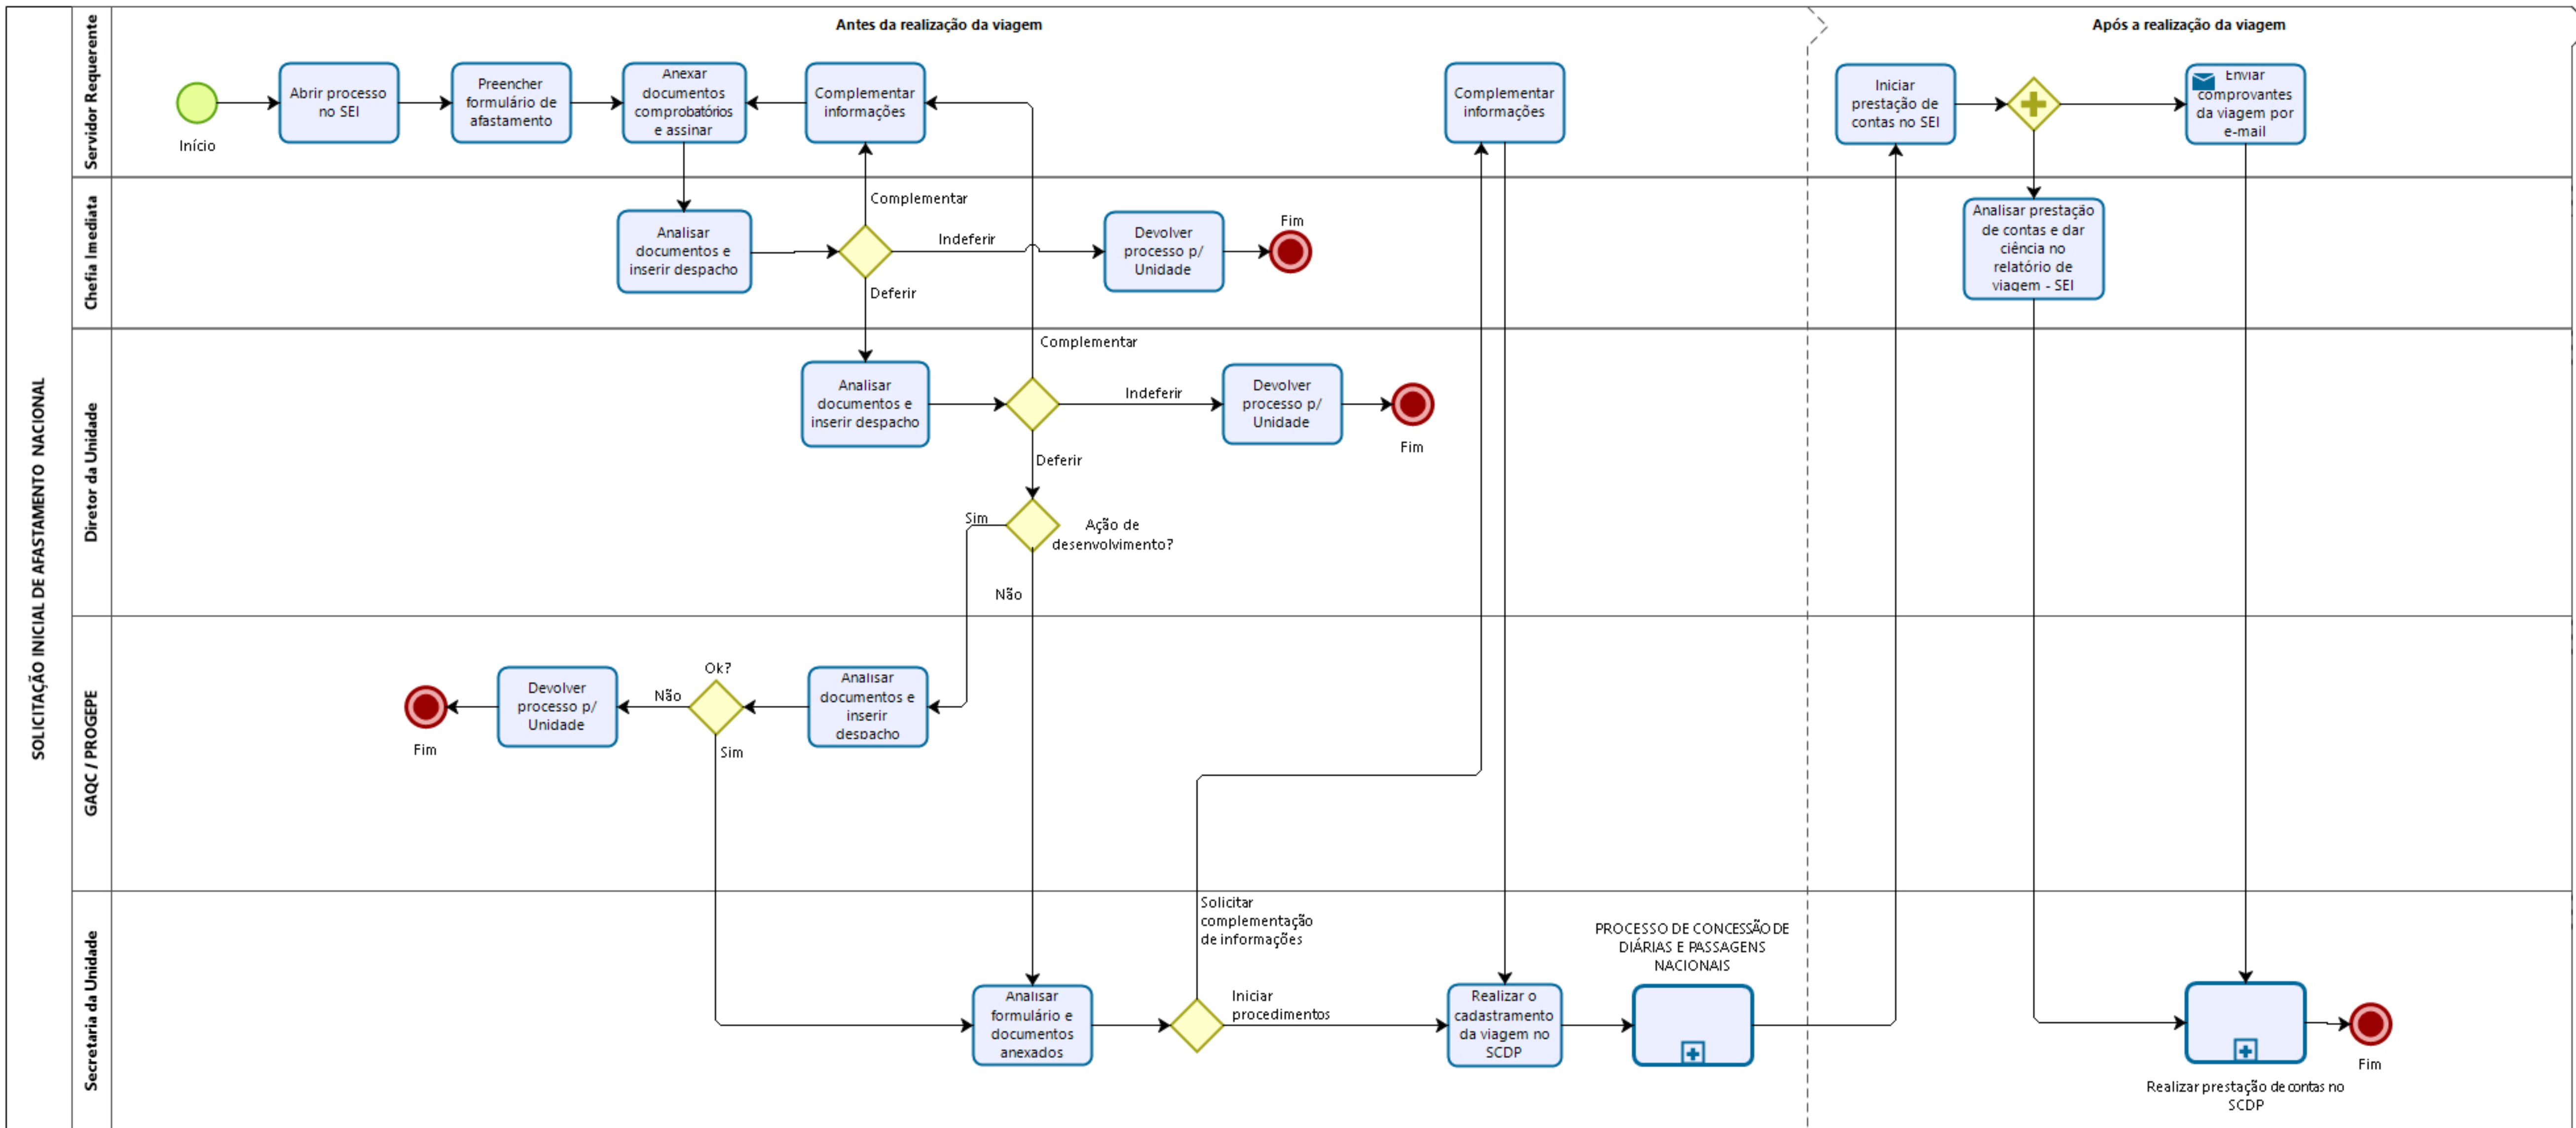 SOLICITAÇÃO INICIAL DE AFASTAMENTO NACIONAL
Antes da realização da viagem
Após a realização da viagem
Servidor Requerente
Início
Abrir processo
no SEI
Preencher
formulário de
afastamento
Anexar
documentos
comprobatórios
e assinar
Complementar
informações
Complementar
informações
Iniciar
prestação de
contas no SEI
Enviar
comprovantes
da viagem por
e-mail
Chefia Imediata
Analisar
documentos e
inserir despacho
Complementar
Indeferir
Deferir
Devolver
processo p/
Unidade
Fim
Analisar prestação
de contas e dar
ciência no
relatório de
viagem - SEI
Diretor da Unidade
Analisar
documentos e
inserir despacho
Complementar
Indeferir
Deferir
Devolver
processo p/
Unidade
Fim
Sim
Ação de
desenvolvimento?
Não
GAQC / PROGEPE
Fim
Devolver
processo p/
Unidade
Não
Ok?
Sim
Analisar
documentos e
inserir
despacho
Secretaria da Unidade
Analisar
formulário e
documentos
anexados
Solicitar
complementação
de informações
Iniciar
procedimentos
Realizar o
cadastramento
da viagem no
SCDP
PROCESSO DE CONCESSÃO DE
DIÁRIAS E PASSAGENS
NACIONAIS
Realizar prestação de contas no
SCDP
Fim